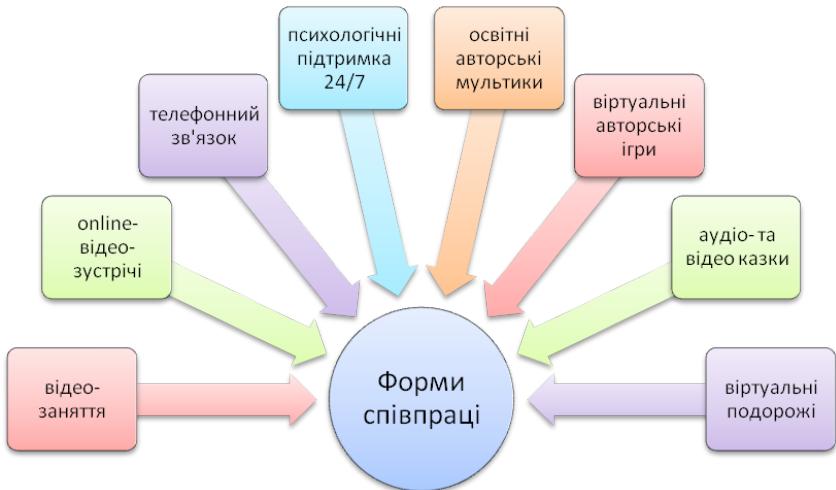 психологічні
підтримка
24/7
освітні
авторські
мультики
телефонний
зв'язок
віртуальні
авторські
ігри
online-
відео-
зустрічі
аудіо- та
відео казки
відео-
заняття
Форми
співпраці
віртуальні
подорожі